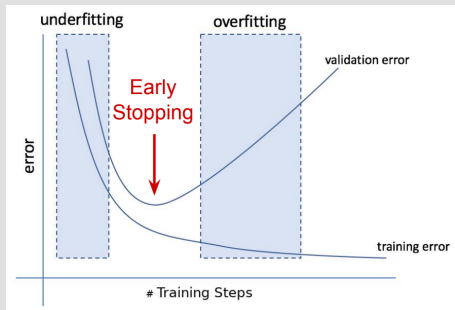 underfitting
overfitting
validation error
Early
Stopping
error
training error
# Training Steps